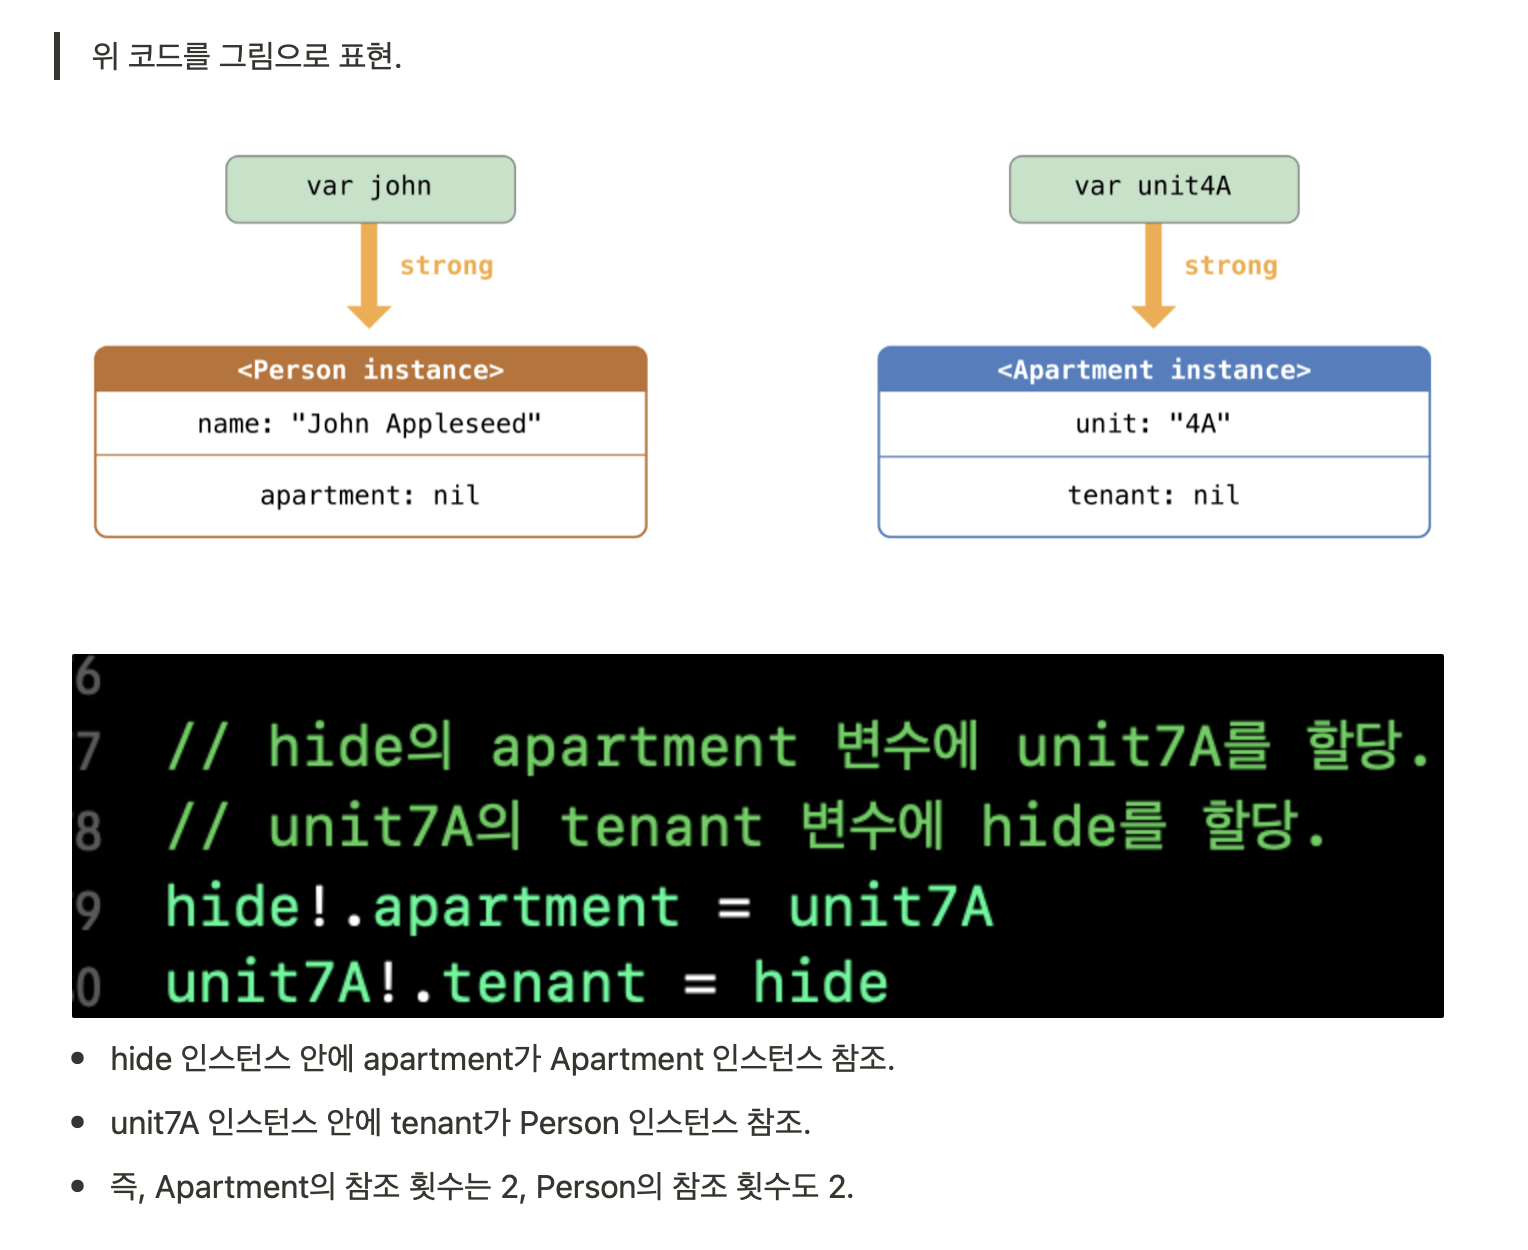 위 코드를 그림으로 표현.
var john
var unit4A
strong
strong
<Person instance>
<Apartment instance>
name: "John Appleseed"
unit: "4A"
apartment: nil
tenant: nil
6
7 // hide의 apartment 변수에 unit7A를 할당.
8 // unit7A의 tenant 변수에 hide를 할당.
9 hide!.apartment = unit7A
0 unit7A!.tenant = hide
• hide 인스턴스 안에 apartment가 Apartment 인스턴스 참조.
• unit7A 인스턴스 안에 tenant가 Person 인스턴스 참조.
• 즉, Apartment의 참조 횟수는 2, Person의 참조 횟수도 2.